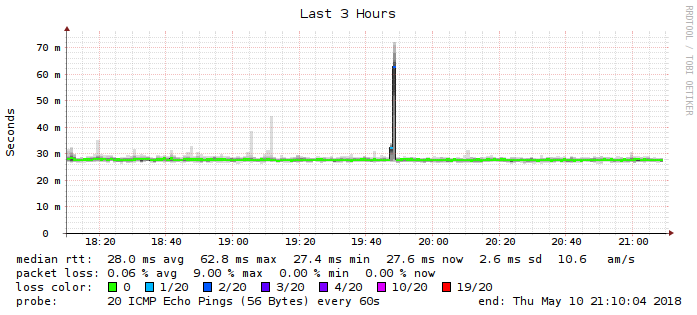 Last 3 Hours
RRDTOOL / TOBI OETIKER
Seconds
70 m
60 m
50 m
40 m
30 m
20 m
10 m
0
18:20 18:40 19:00 19:20 19:40 20:00 20:20 20:40 21:00
median rtt: 28.0 ms avg 62.8 ms max 27.4 ms min 27.6 ms now 2.6 ms sd 10.6 am/s
packet loss: 0.06 % avg 9.00 % max 0.00 % min 0.00 % now
loss color: 0 1/20 2/20 3/20 4/20 10/20 19/20
probe: 20 ICMP Echo Pings (56 Bytes) every 60s end: Thu May 10 21:10:04 2018